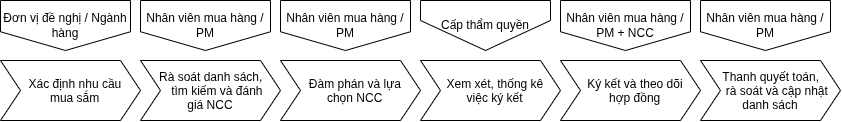 Đơn vị đề nghị / Ngành
hàng
Nhân viên mua hàng /
PM
Nhân viên mua hàng /
PM
Cấp thẩm quyền
Nhân viên mua hàng /
PM + NCC
Nhân viên mua hàng /
PM
Xác định nhu cầu
mua sắm
Rà soát danh sách,
tìm kiếm và đánh
giá NCC
Đàm phán và lựa
chọn NCC
Xem xét, thống kê
việc ký kết
Ký kết và theo dõi
hợp đồng
Thanh quyết toán,
rà soát và cập nhật
danh sách